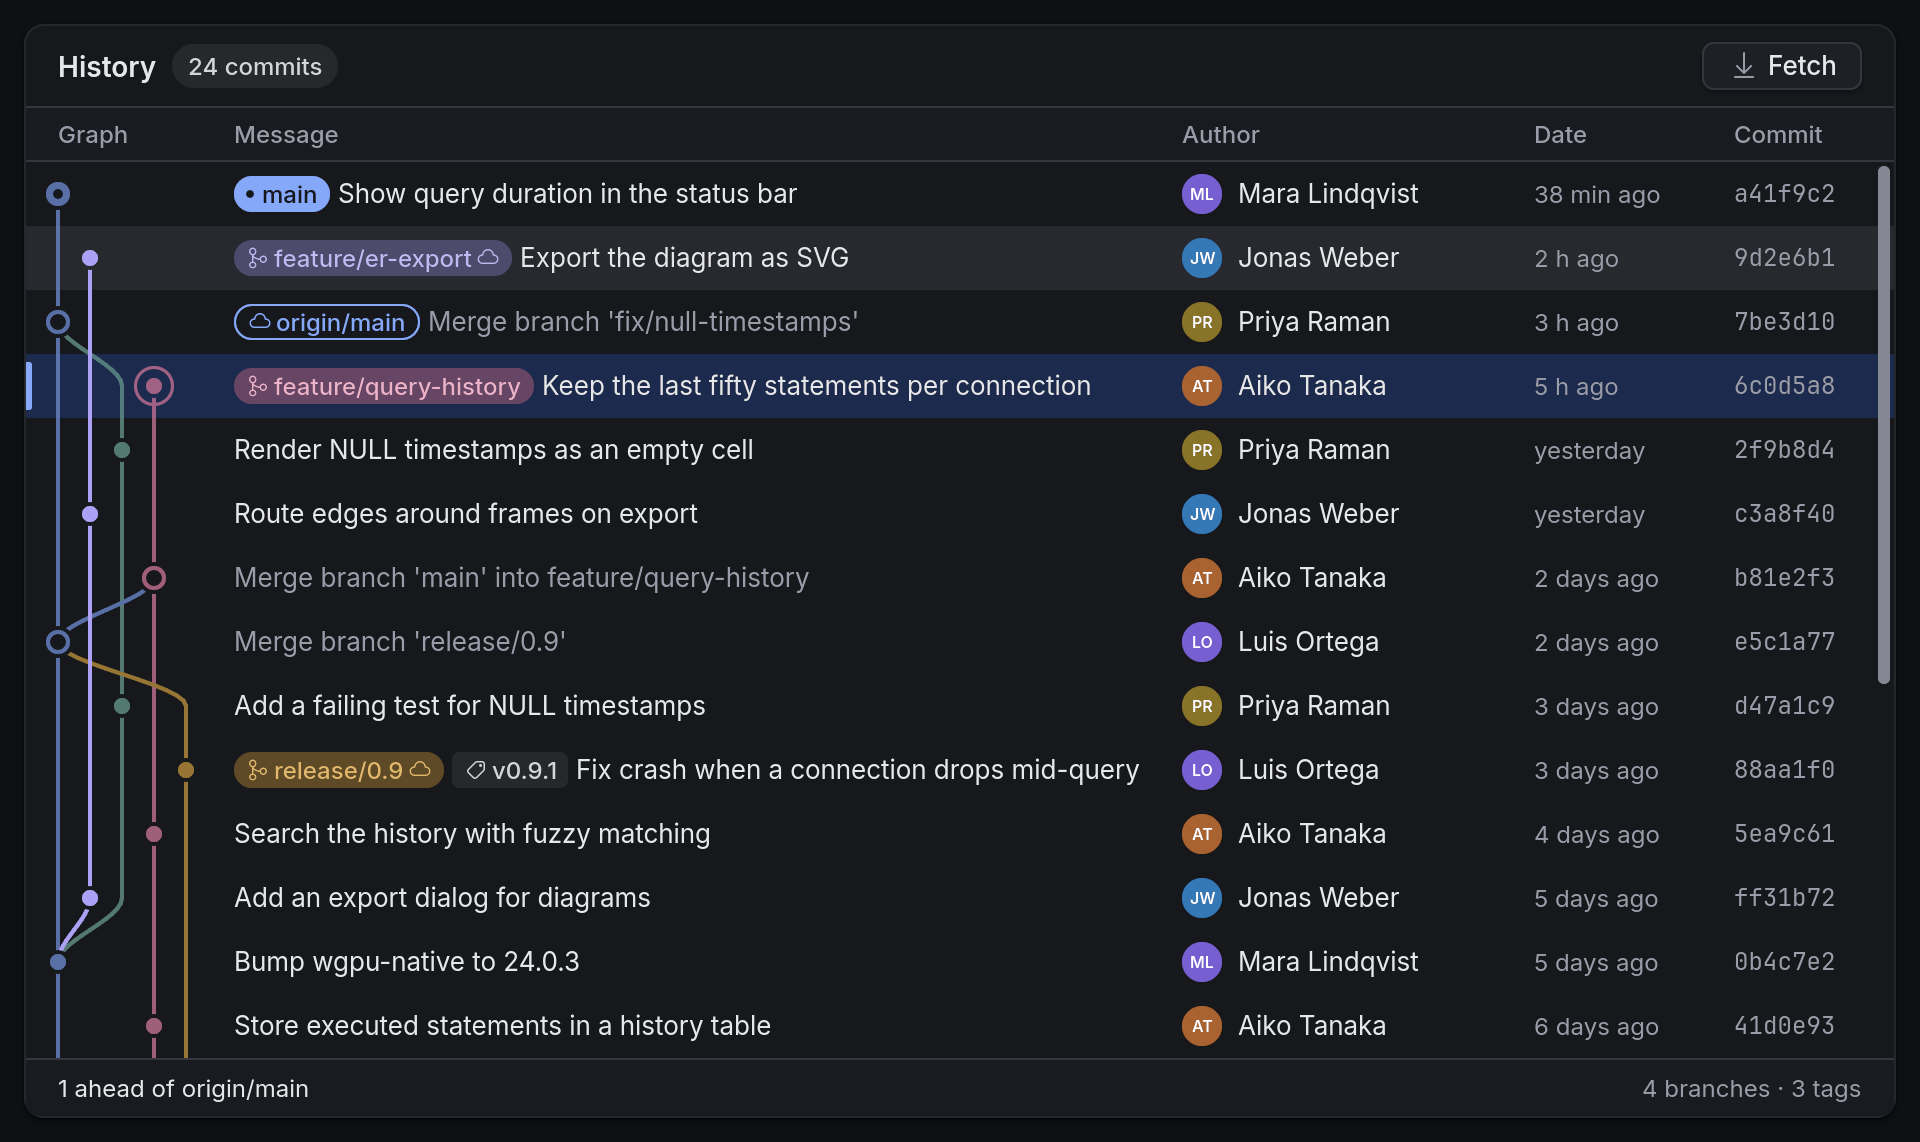 History 24 commits Fetch
Graph Message Author Date Commit
main Show query duration in the status bar ML Mara Lindqvist 38 min ago a41f9c2
feature/er-export Export the diagram as SVG JW Jonas Weber 2 h ago 9d2e6b1
origin/main Merge branch 'fix/null-timestamps' PR Priya Raman 3 h ago 7be3d10
feature/query-history Keep the last fifty statements per connection AT Aiko Tanaka 5 h ago 6c0d5a8
Render NULL timestamps as an empty cell PR Priya Raman yesterday 2f9b8d4
Route edges around frames on export JW Jonas Weber yesterday c3a8f40
Merge branch 'main' into feature/query-history AT Aiko Tanaka 2 days ago b81e2f3
Merge branch 'release/0.9' LO Luis Ortega 2 days ago e5c1a77
Add a failing test for NULL timestamps PR Priya Raman 3 days ago d47a1c9
release/0.9 v0.9.1 Fix crash when a connection drops mid-query LO Luis Ortega 3 days ago 88aa1f0
Search the history with fuzzy matching AT Aiko Tanaka 4 days ago 5ea9c61
Add an export dialog for diagrams JW Jonas Weber 5 days ago ff31b72
Bump wgpu-native to 24.0.3 ML Mara Lindqvist 5 days ago 0b4c7e2
Store executed statements in a history table AT Aiko Tanaka 6 days ago 41d0e93
1 ahead of origin/main 4 branches · 3 tags